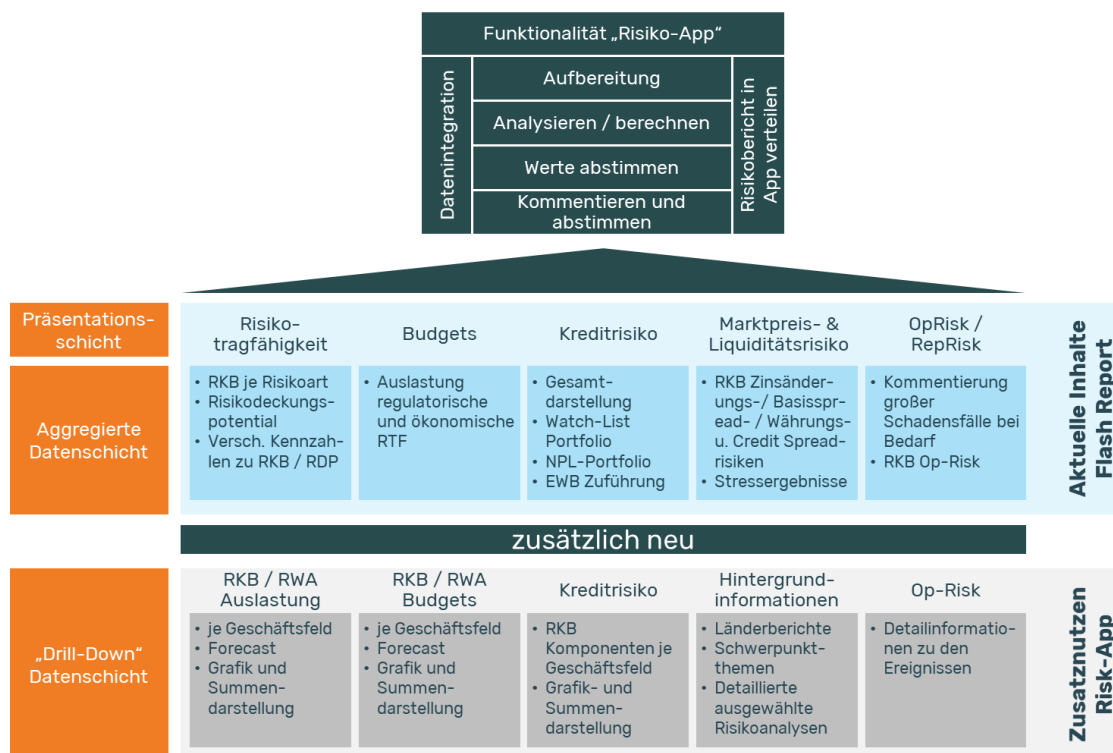 Funktionalität „Risiko-App“
Datenintegration
Aufbereitung
Analysieren / berechnen
Werte abstimmen
Kommentieren und
abstimmen
Risikobericht in
App verteilen
Präsentations-
schicht
Risiko-
tragfähigkeit
Budgets
Kreditrisiko
Marktpreis- &
Liquiditätsrisiko
OpRisk /
RepRisk
Aktuelle Inhalte
Flash Report
Aggregierte
Datenschicht
• RKB je Risikoart
• Risikodeckungs-
potential
• Versch. Kennzah-
len zu RKB / RDP
• Auslastung
regulatorische
und ökonomische
RTF
• Gesamt-
darstellung
• Watch-List
Portfolio
• NPL-Portfolio
• EWB Zuführung
• RKB Zinsänder-
ungs-/ Basisspr-
ead- / Währungs-
u. Credit Spread-
risiken
• Stressergebnisse
• Kommentierung
großer
Schadensfälle bei
Bedarf
• RKB Op-Risk
zusätzlich neu
„Drill-Down“
Datenschicht
RKB / RWA
Auslastung
RKB / RWA
Budgets
Kreditrisiko
Hintergrund-
informationen
Op-Risk
Zusatznutzen
Risk-App
• je Geschäftsfeld
• Forecast
• Grafik und
Summen-
darstellung
• je Geschäftsfeld
• Forecast
• Grafik und
Summen-
darstellung
• RKB
Komponenten je
Geschäftsfeld
• Grafik- und
Summen-
darstellung
• Länderberichte
• Schwerpunkt-
themen
• Detaillierte
ausgewählte
Risikoanalysen
• Detailinformatio-
nen zu den
Ereignissen